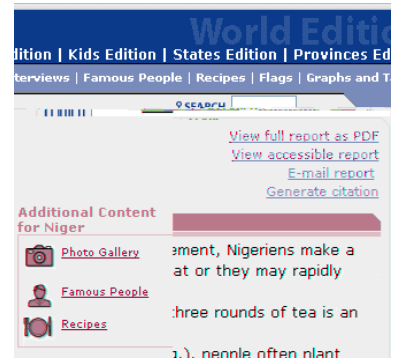 World Editio
dition | Kids Edition | States Edition | Provinces Ed
terviews | Famous People | Recipes | Flags | Graphs and T
SEARCH
View full report as PDF
View accessible report
E-mail report
Generate citation
Additional Content
for Niger
Photo Gallery
Famous People
Recipes
ement, Nigeriens make a
at or they may rapidly
three rounds of tea is an
g.), people often plant